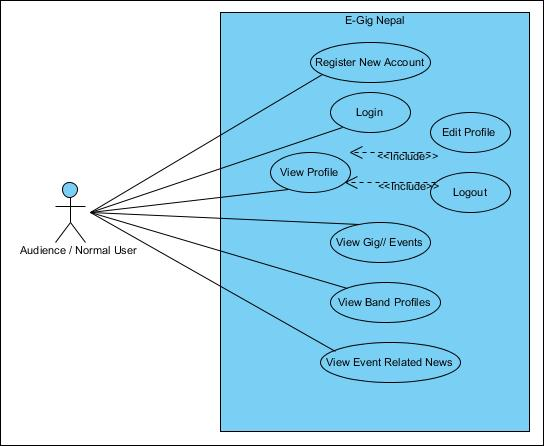 E-Gig Nepal
Register New Account
Login
Edit Profile
<<Include>>
View Profile
<<Include>>
Logout
Audience / Normal User
View Gig// Events
View Band Profiles
View Event Related News